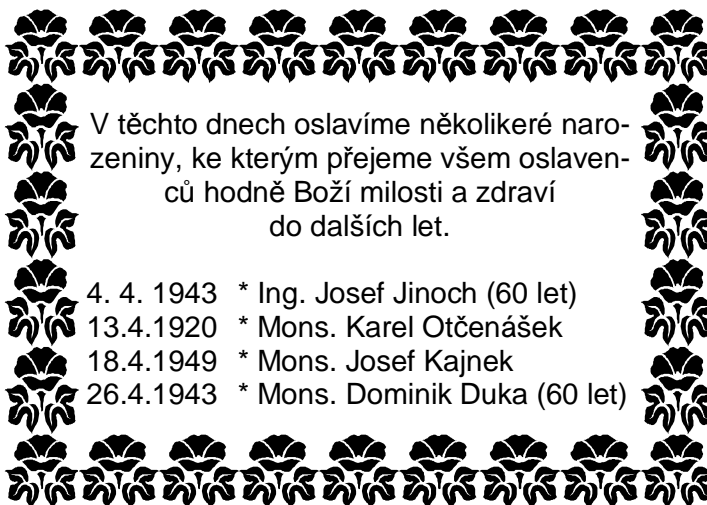 V těchto dnech oslavíme několikeré naro-
zeniny, ke kterým přejeme všem oslaven-
ců hodně Boží milosti a zdraví
do dalších let.
4. 4. 1943 * Ing. Josef Jinoch (60 let)
13.4.1920 * Mons. Karel Otčenášek
18.4.1949 * Mons. Josef Kajnek
26.4.1943 * Mons. Dominik Duka (60 let)